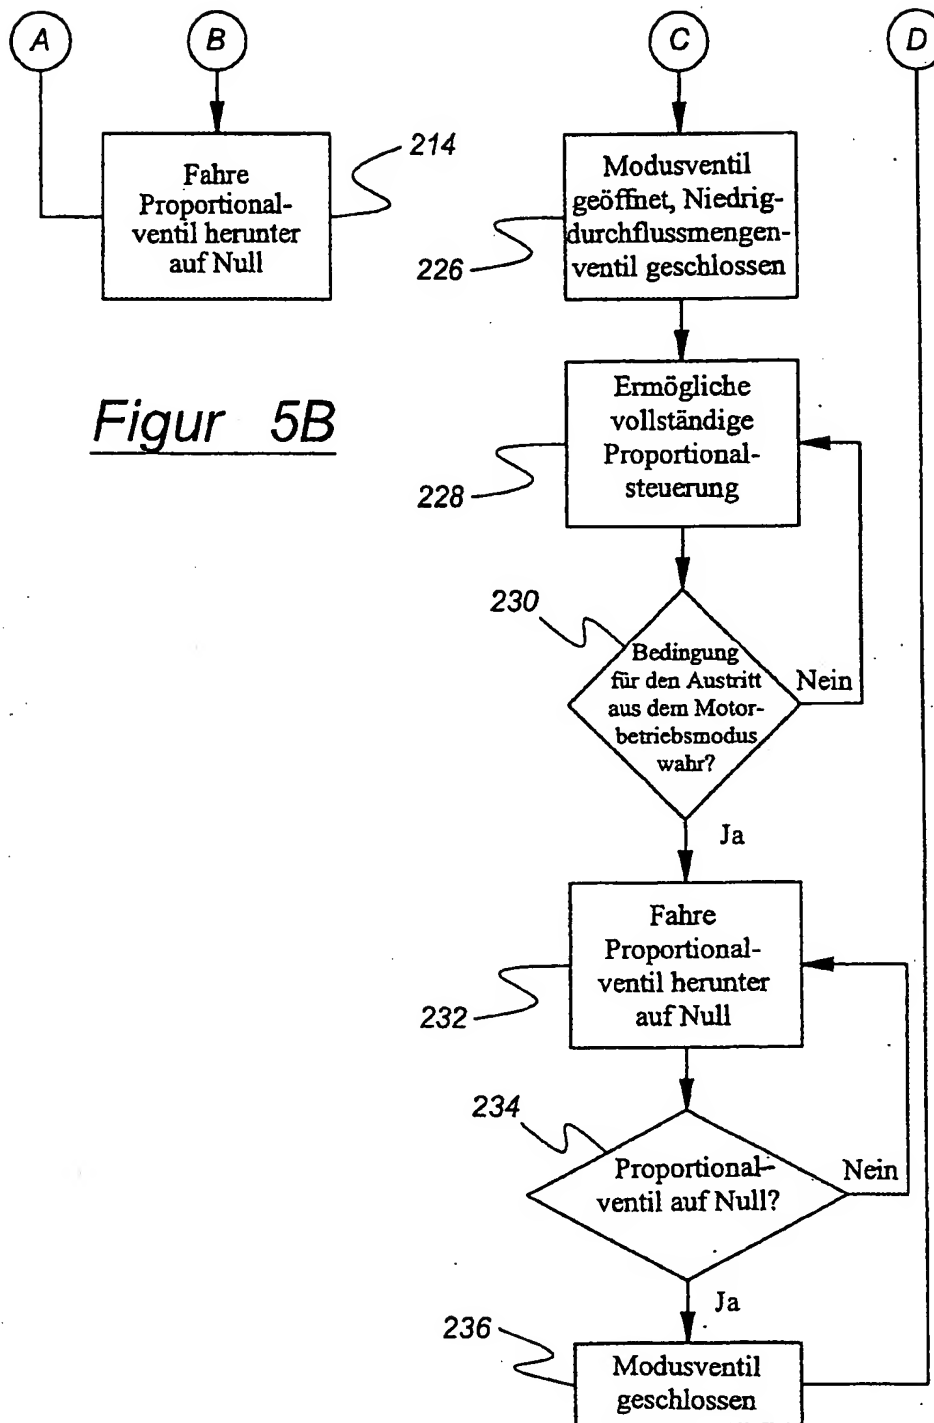 A
B
C
D
Fahre
Proportional-
ventil herunter
auf Null
214
Modusventil
geöffnet, Niedrig-
durchflussmengen-
ventil geschlossen
226
Figur 5B
Ermögliche
vollständige
Proportional-
steuerung
228
230
Bedingung
für den Austritt
aus dem Motor-
betriebsmodus
wahr?
Nein
Ja
Fahre
Proportional-
ventil herunter
auf Null
232
234
Proportional-
ventil auf Null?
Nein
Ja
236
Modusventil
geschlossen